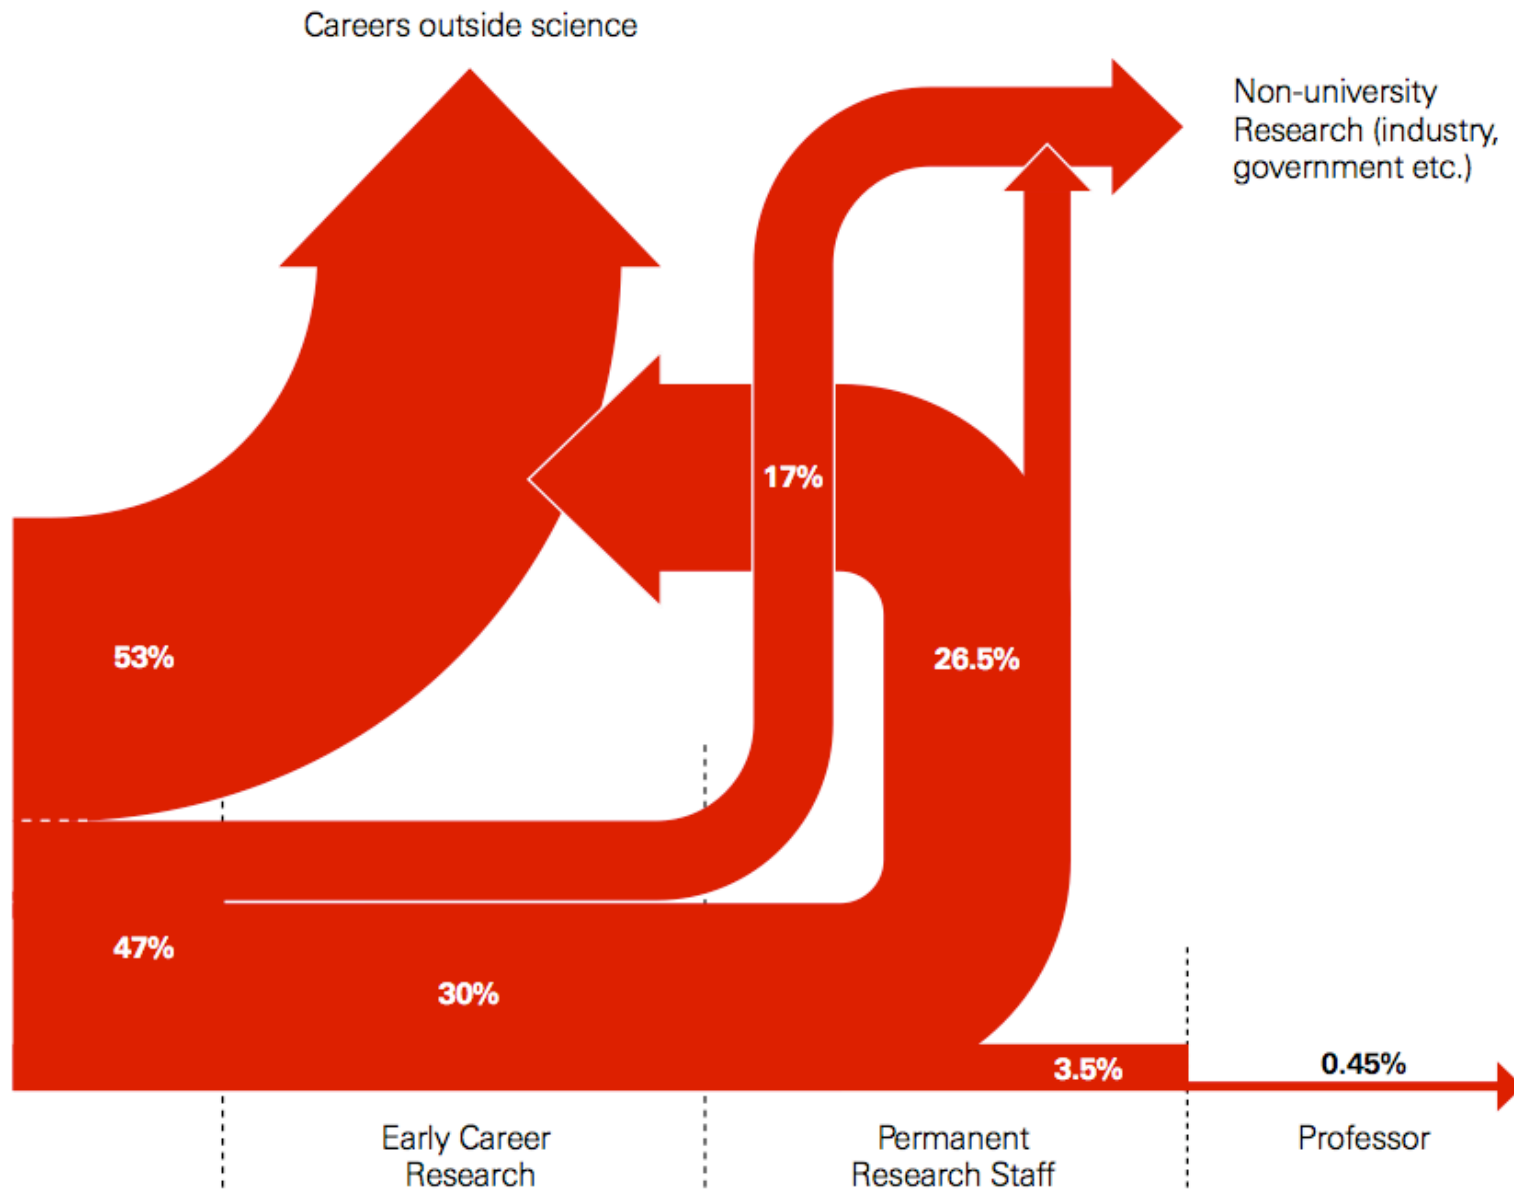 Careers outside science
Non-university
Research (industry,
government etc.)
17%
53%
26.5%
47%
30%
3.5%
0.45%
Early Career
Research
Permanent
Research Staff
Professor